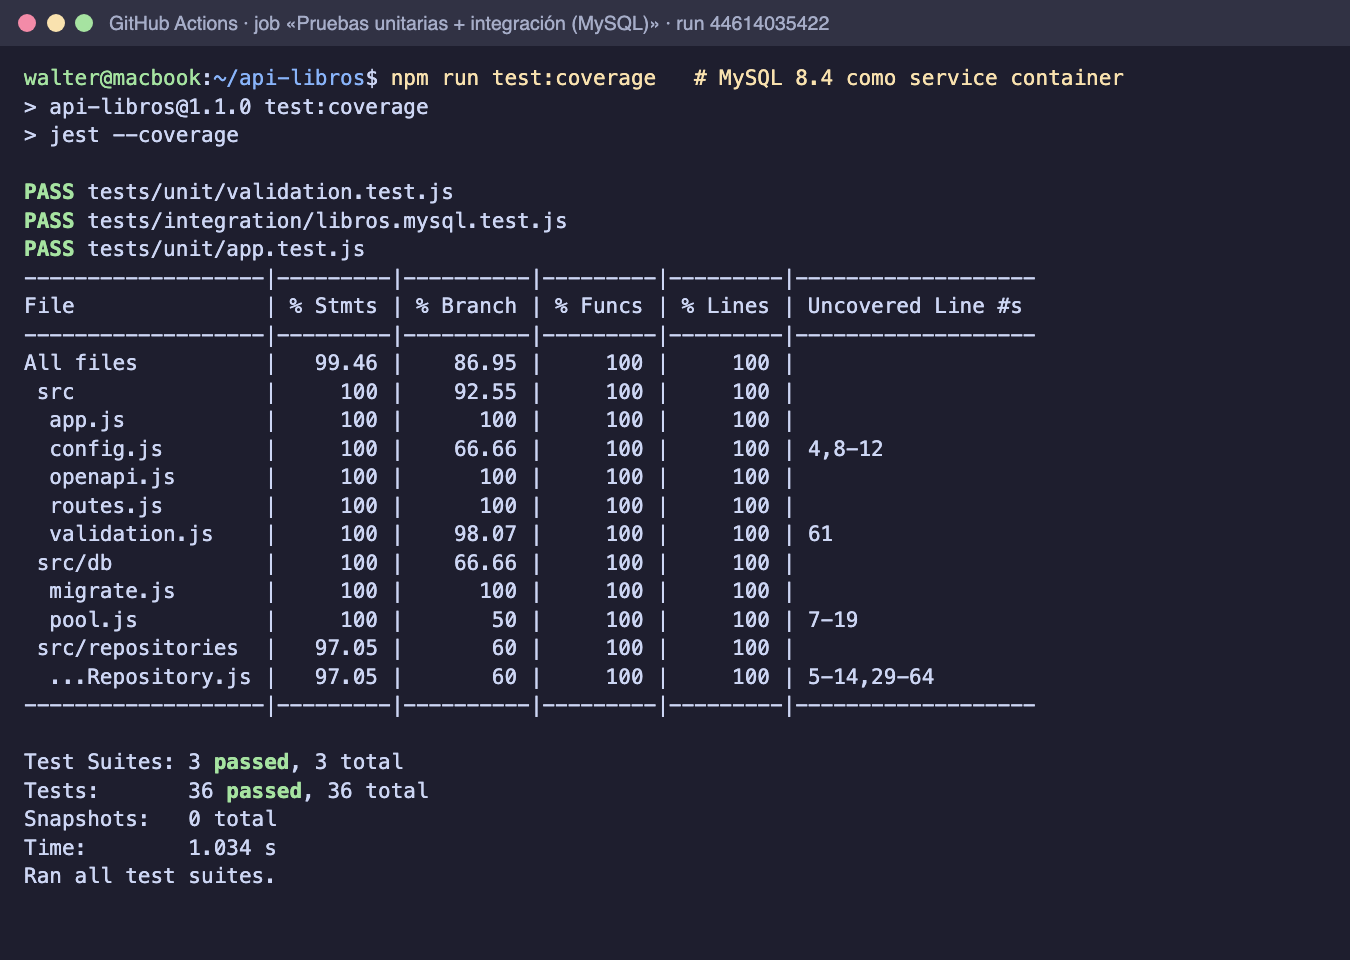 GitHub Actions · job «Pruebas unitarias + integración (MySQL)» · run 44614035422
walter@macbook:~/api-libros$ npm run test:coverage   # MySQL 8.4 como service container
> api-libros@1.1.0 test:coverage
> jest --coverage
PASS tests/unit/validation.test.js
PASS tests/integration/libros.mysql.test.js
PASS tests/unit/app.test.js
-------------------|---------|----------|---------|---------|-------------------
File               | % Stmts | % Branch | % Funcs | % Lines | Uncovered Line #s
-------------------|---------|----------|---------|---------|-------------------
All files          |   99.46 |    86.95 |     100 |     100 |
 src               |     100 |    92.55 |     100 |     100 |
  app.js           |     100 |      100 |     100 |     100 |
  config.js        |     100 |    66.66 |     100 |     100 | 4,8-12
  openapi.js       |     100 |      100 |     100 |     100 |
  routes.js        |     100 |      100 |     100 |     100 |
  validation.js    |     100 |    98.07 |     100 |     100 | 61
 src/db            |     100 |    66.66 |     100 |     100 |
  migrate.js       |     100 |      100 |     100 |     100 |
  pool.js          |     100 |       50 |     100 |     100 | 7-19
 src/repositories  |   97.05 |       60 |     100 |     100 |
  ...Repository.js |   97.05 |       60 |     100 |     100 | 5-14,29-64
-------------------|---------|----------|---------|---------|-------------------
Test Suites: 3 passed, 3 total
Tests:       36 passed, 36 total
Snapshots:   0 total
Time:        1.034 s
Ran all test suites.